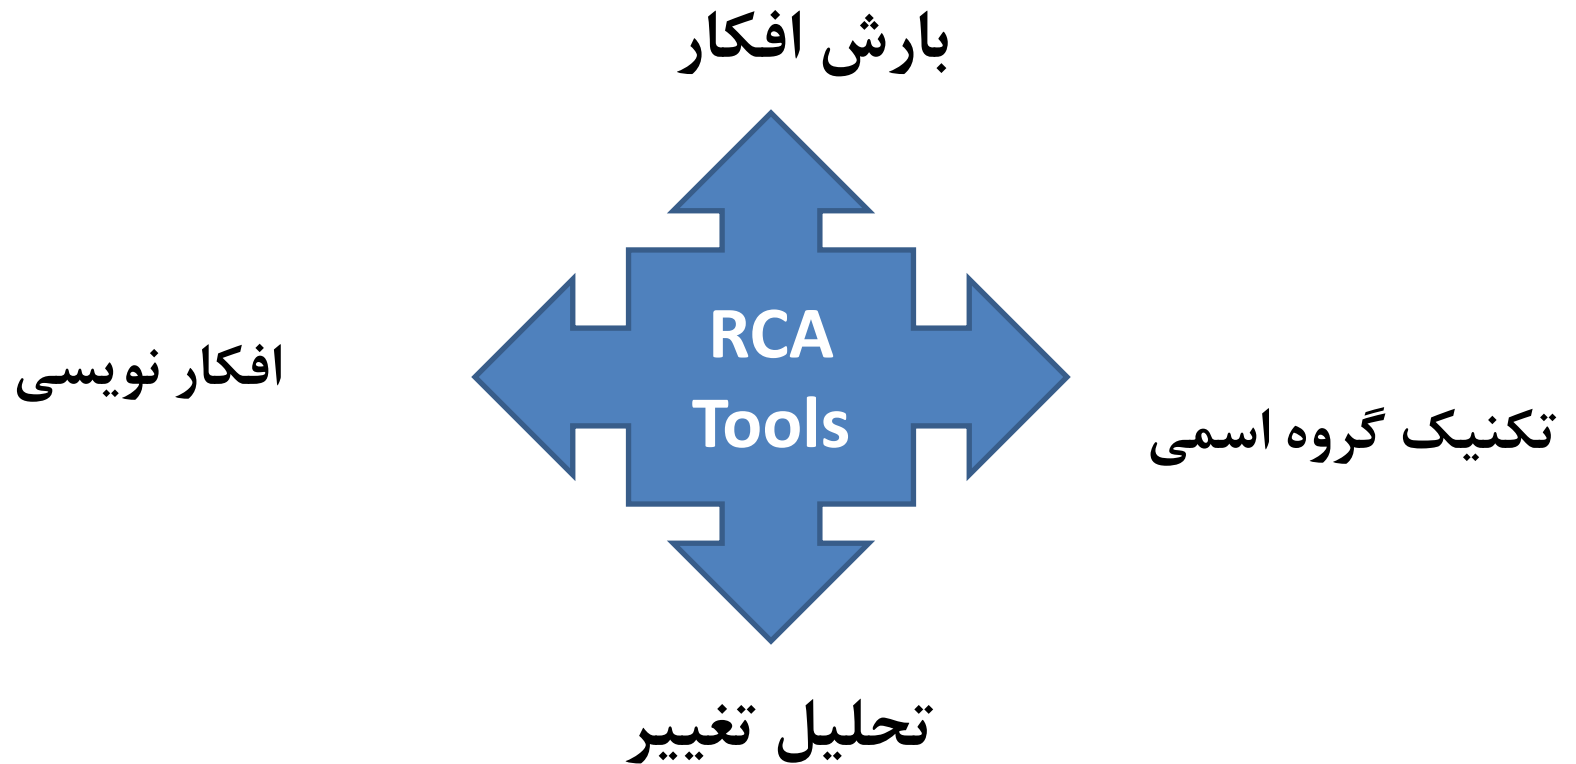 بارش افکار
RCA
Tools
افکار نویسی
تکنیک گروه اسمی
تحلیل تغییر